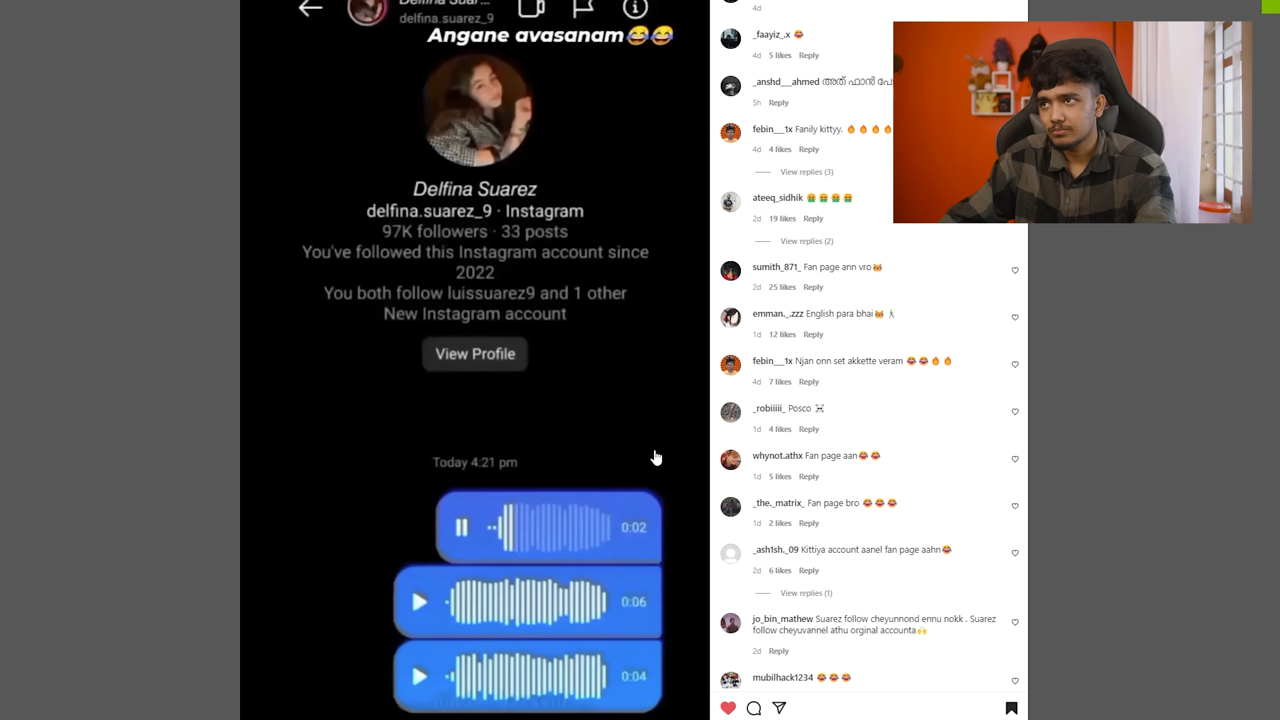 delfina.suarez_9
Angane avasanam😂😂
Delfina Suarez
delfina.suarez_9 · Instagram
97K followers · 33 posts
You've followed this Instagram account since
2022
You both follow luissuarez9 and 1 other
New Instagram account
View Profile
Today 4:21 pm
0:02
0:06
0:04
4d
_faayiz_.x 😂
4d 5 likes Reply
_anshd___ahmed അത് ഫാൻ
5h Reply
febin___1x Fanily kittyy. 🔥🔥🔥🔥
4d 4 likes Reply
View replies (3)
ateeq_sidhik 🤮🤮🤮🤮
2d 19 likes Reply
View replies (2)
sumith_871_ Fan page ann vro😹
2d 25 likes Reply
emman._.zzz English para bhai😹🚶
1d 12 likes Reply
febin___1x Njan onn set akkette veram 😂😂🔥🔥
4d 7 likes Reply
_robiiiii_ Posco ☠️
1d 4 likes Reply
whynot.athx Fan page aan😂😂
1d 5 likes Reply
_the._matrix_ Fan page bro 😂😂😂
1d 2 likes Reply
_ash1sh._09 Kittiya account aanel fan page aahn😂
2d 6 likes Reply
View replies (1)
jo_bin_mathew Suarez follow cheyunnond ennu nokk . Suarez
follow cheyuvannel athu orginal accounta🙌
2d Reply
mubilhack1234 😂😂😂